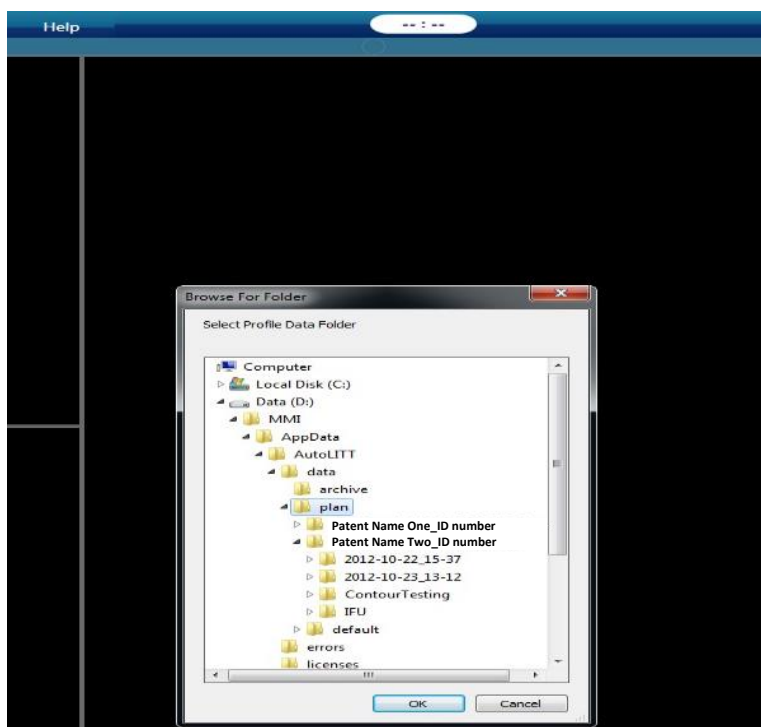 Help
-- : --
Browse For Folder
Select Profile Data Folder
Computer
Local Disk (C:)
Data (D:)
MMI
AppData
AutoLITT
data
archive
plan
Patent Name One_ID number
Patent Name Two_ID number
2012-10-22_15-37
2012-10-23_13-12
ContourTesting
IFU
default
errors
licenses
OK
Cancel